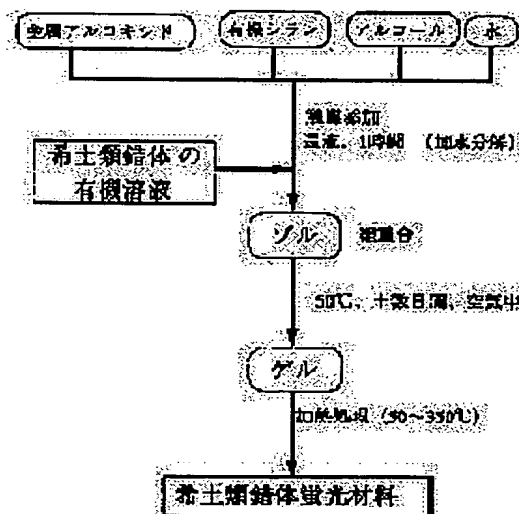 金属アルコキシド
有機シラン
アルコール
水
室温、1時間 (加水分解)
希土類錯体の
有機溶液
ゾル
縮重合
50℃、十数日間、空気中
ゲル
加熱処理 (50~350℃)
希土類錯体蛍光材料